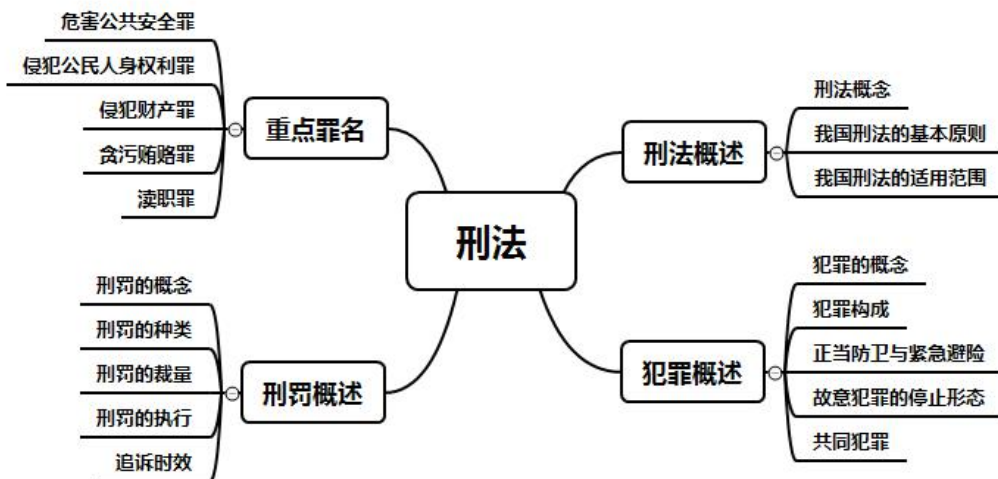 刑法
刑法概述
刑法概念
我国刑法的基本原则
我国刑法的适用范围
犯罪概述
犯罪的概念
犯罪构成
正当防卫与紧急避险
故意犯罪的停止形态
共同犯罪
重点罪名
危害公共安全罪
侵犯公民人身权利罪
侵犯财产罪
贪污贿赂罪
渎职罪
刑罚概述
刑罚的概念
刑罚的种类
刑罚的裁量
刑罚的执行
追诉时效